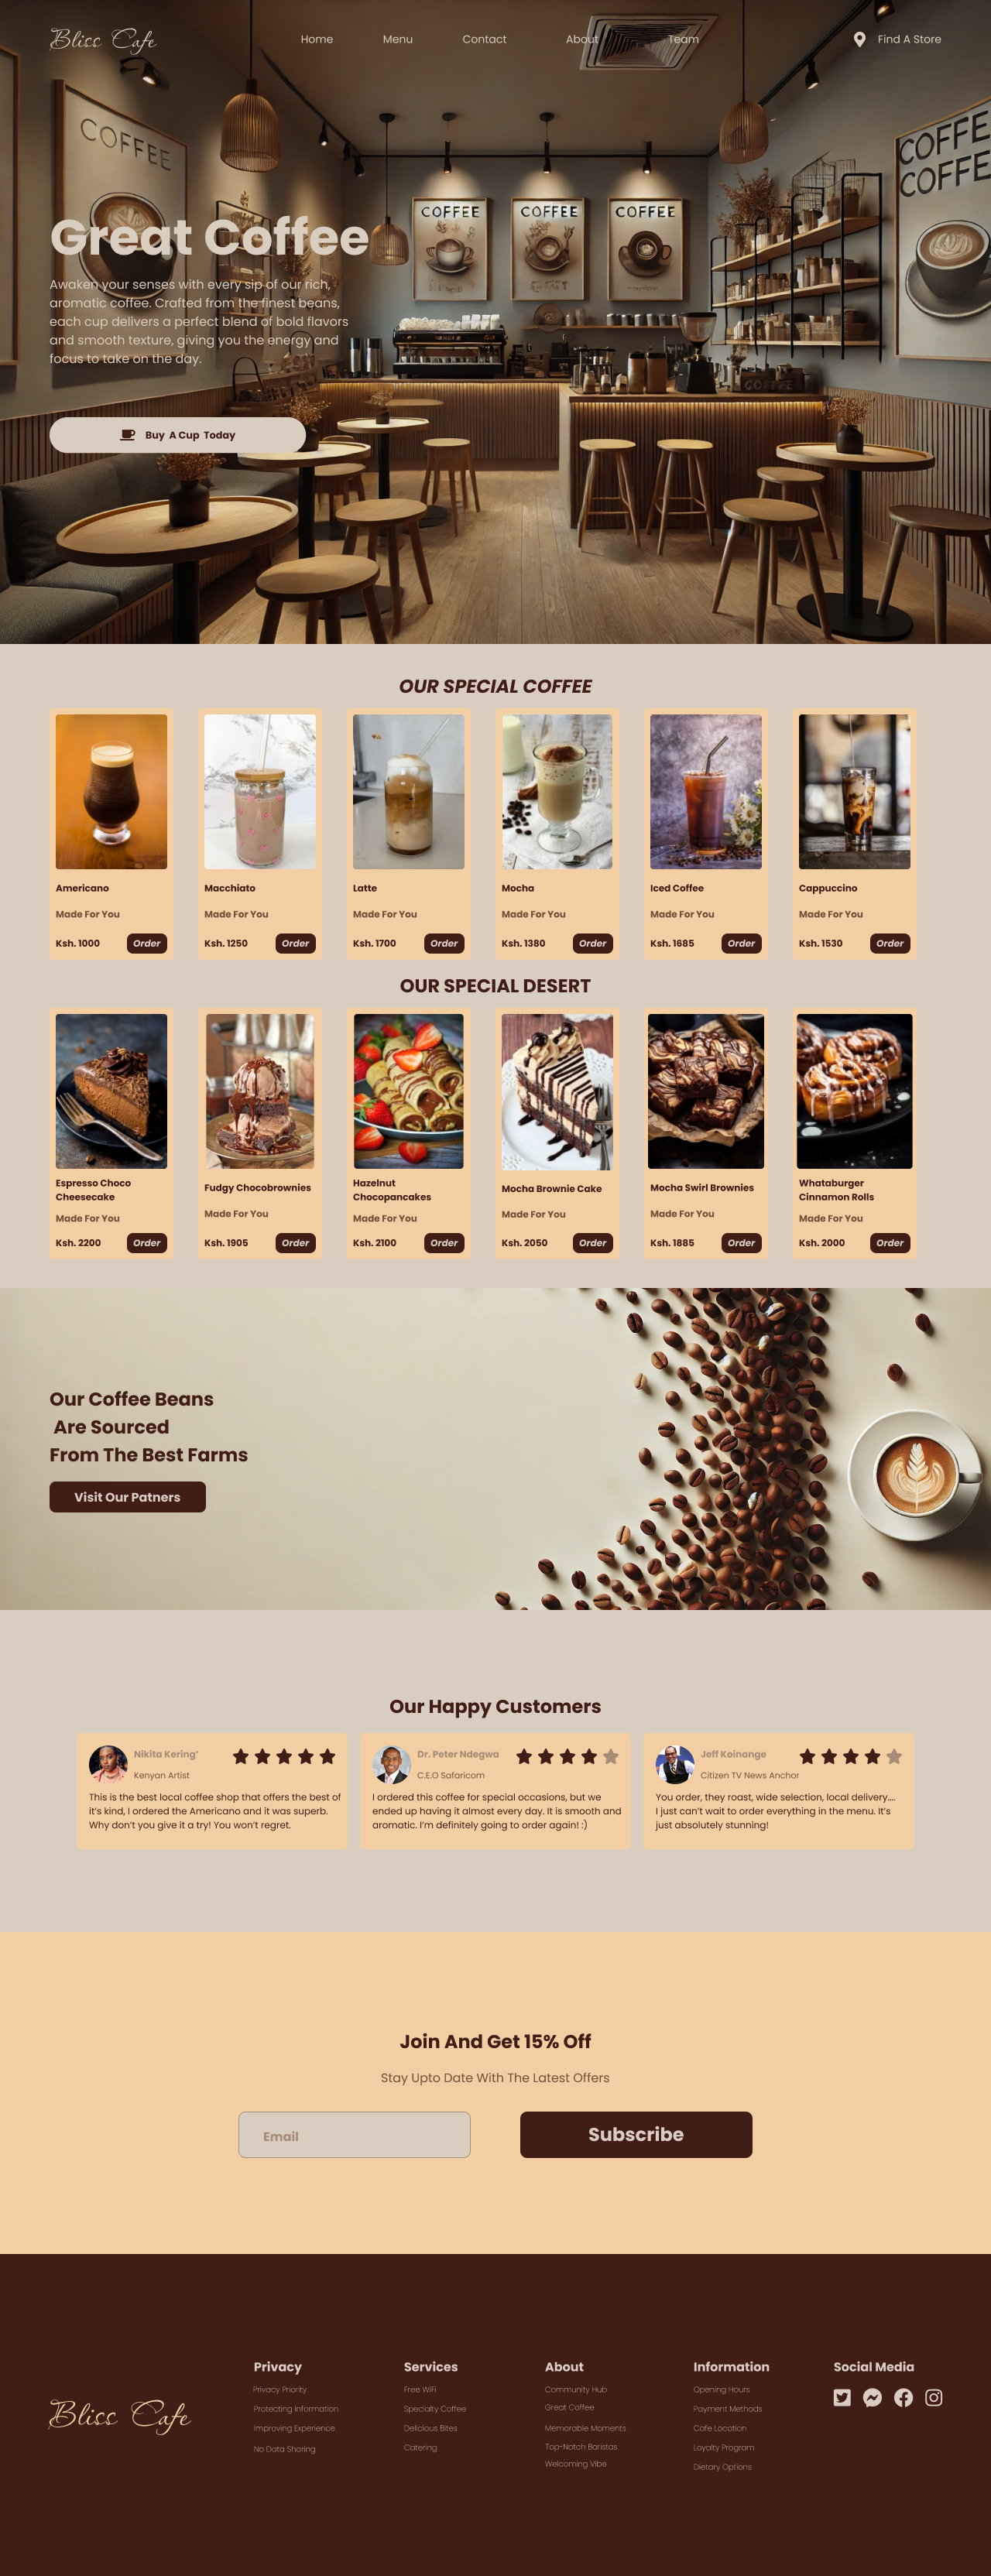 Bliss Cafe
Home Menu Contact About Team
Find A Store
COFFEE
COFFEE
COFFEE
COFFEE
COFFE
COFFE
Great Coffee
Awaken your senses with every sip of our rich,
aromatic coffee. Crafted from the finest beans,
each cup delivers a perfect blend of bold flavors
and smooth texture, giving you the energy and
focus to take on the day.
COFFEE
Buy A Cup Today
OUR SPECIAL COFFEE
Americano
Made For You
Ksh. 1000 Order
Macchiato
Made For You
Ksh. 1250 Order
Latte
Made For You
Ksh. 1700 Order
Mocha
Made For You
Ksh. 1380 Order
Iced Coffee
Made For You
Ksh. 1685 Order
Cappuccino
Made For You
Ksh. 1530 Order
OUR SPECIAL DESERT
Espresso Choco
Cheesecake
Made For You
Ksh. 2200 Order
Fudgy Chocobrownies
Made For You
Ksh. 1905 Order
Hazelnut
Chocopancakes
Made For You
Ksh. 2100 Order
Mocha Brownie Cake
Made For You
Ksh. 2050 Order
Mocha Swirl Brownies
Made For You
Ksh. 1885 Order
Whataburger
Cinnamon Rolls
Made For You
Ksh. 2000 Order
Our Coffee Beans
Are Sourced
From The Best Farms
Visit Our Patners
Our Happy Customers
Nikita Kering'
Kenyan Artist
This is the best local coffee shop that offers the best of
it's kind, I ordered the Americano and it was superb.
Why don't you give it a try! You won't regret.
Dr. Peter Ndegwa
C.E.O Safaricom
I ordered this coffee for special occasions, but we
ended up having it almost every day. It is smooth and
aromatic. I'm definitely going to order again! :)
Jeff Koinange
Citizen TV News Anchor
You order, they roast, wide selection, local delivery....
I just can't wait to order everything in the menu. It's
just absolutely stunning!
Join And Get 15% Off
Stay Upto Date With The Latest Offers
Email
Subscribe
Bliss Cafe
Privacy
Privacy Priority
Protecting Information
Improving Experience
No Data Sharing
Services
Free WiFi
Specialty Coffee
Delicious Bites
Catering
About
Community Hub
Great Coffee
Memorable Moments
Top-Notch Baristas
Welcoming Vibe
Information
Opening Hours
Payment Methods
Cafe Location
Loyalty Program
Dietary Options
Social Media